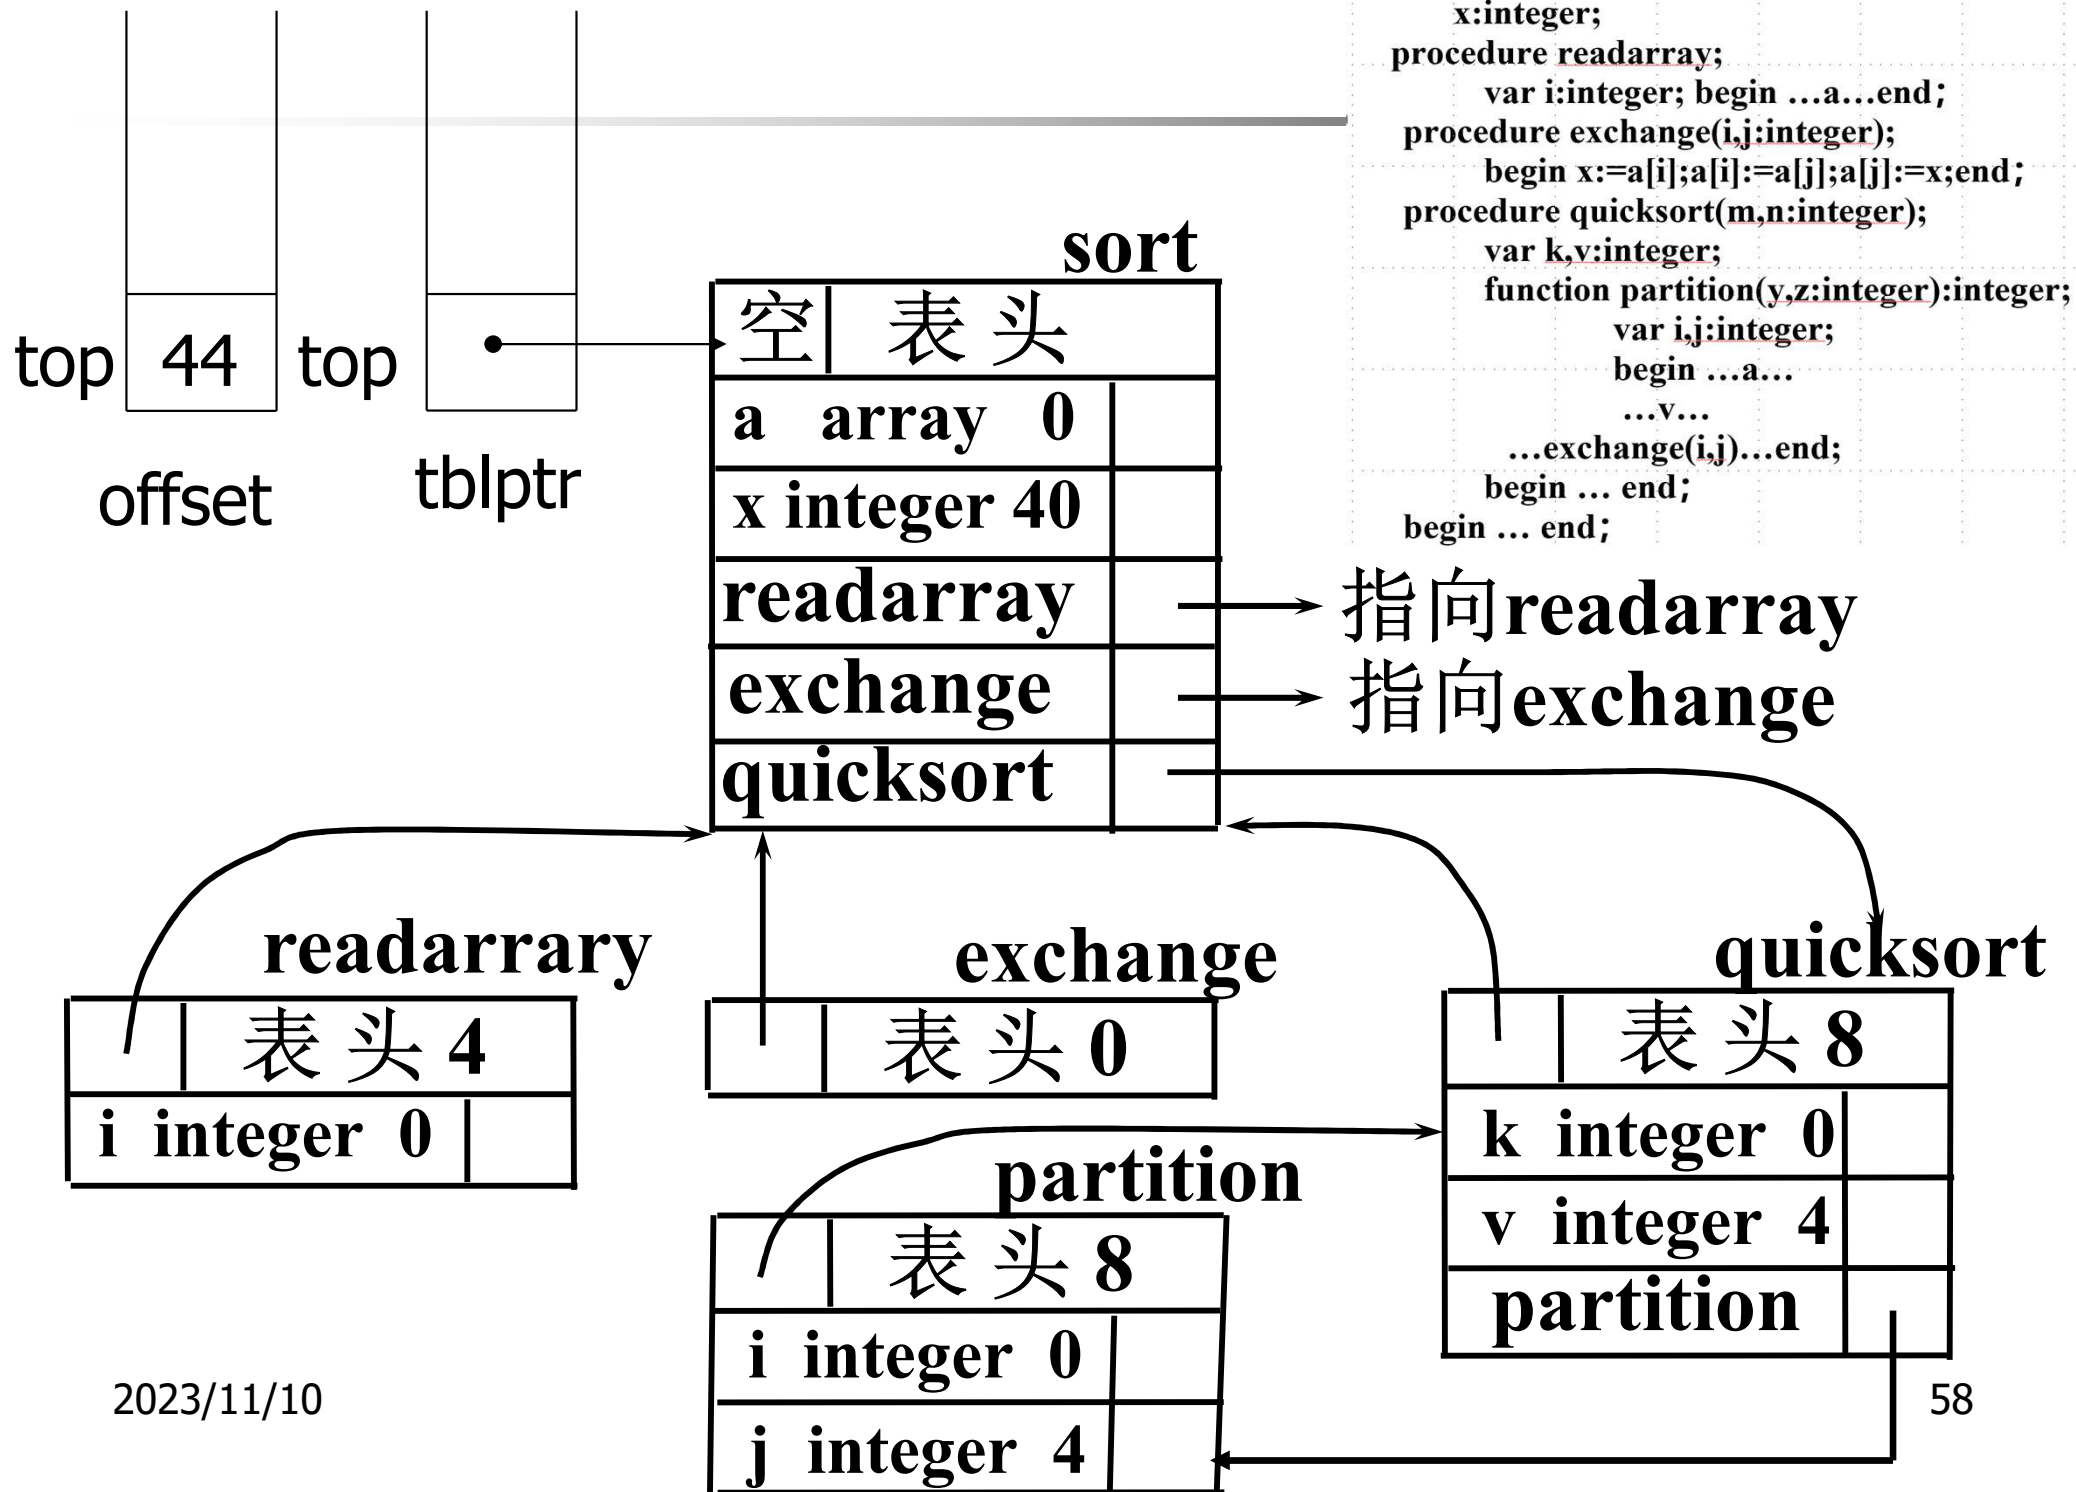 x:integer;
procedure readarray;
var i:integer; begin …a…end;
procedure exchange(i,j:integer);
begin x:=a[i];a[i]:=a[j];a[j]:=x;end;
procedure quicksort(m,n:integer);
var k,v:integer;
function partition(y,z:integer):integer;
var i,j:integer;
begin …a…
…v…
…exchange(i,j)…end;
begin … end;
begin … end;
top 44
offset
top
tblptr
sort
空 表 头
a array 0
x integer 40
readarray
指向readarray
exchange
指向exchange
quicksort
readarrary
表 头 4
i integer 0
exchange
表 头 0
quicksort
表 头 8
k integer 0
v integer 4
partition
partition
表 头 8
i integer 0
j integer 4
2023/11/10
58